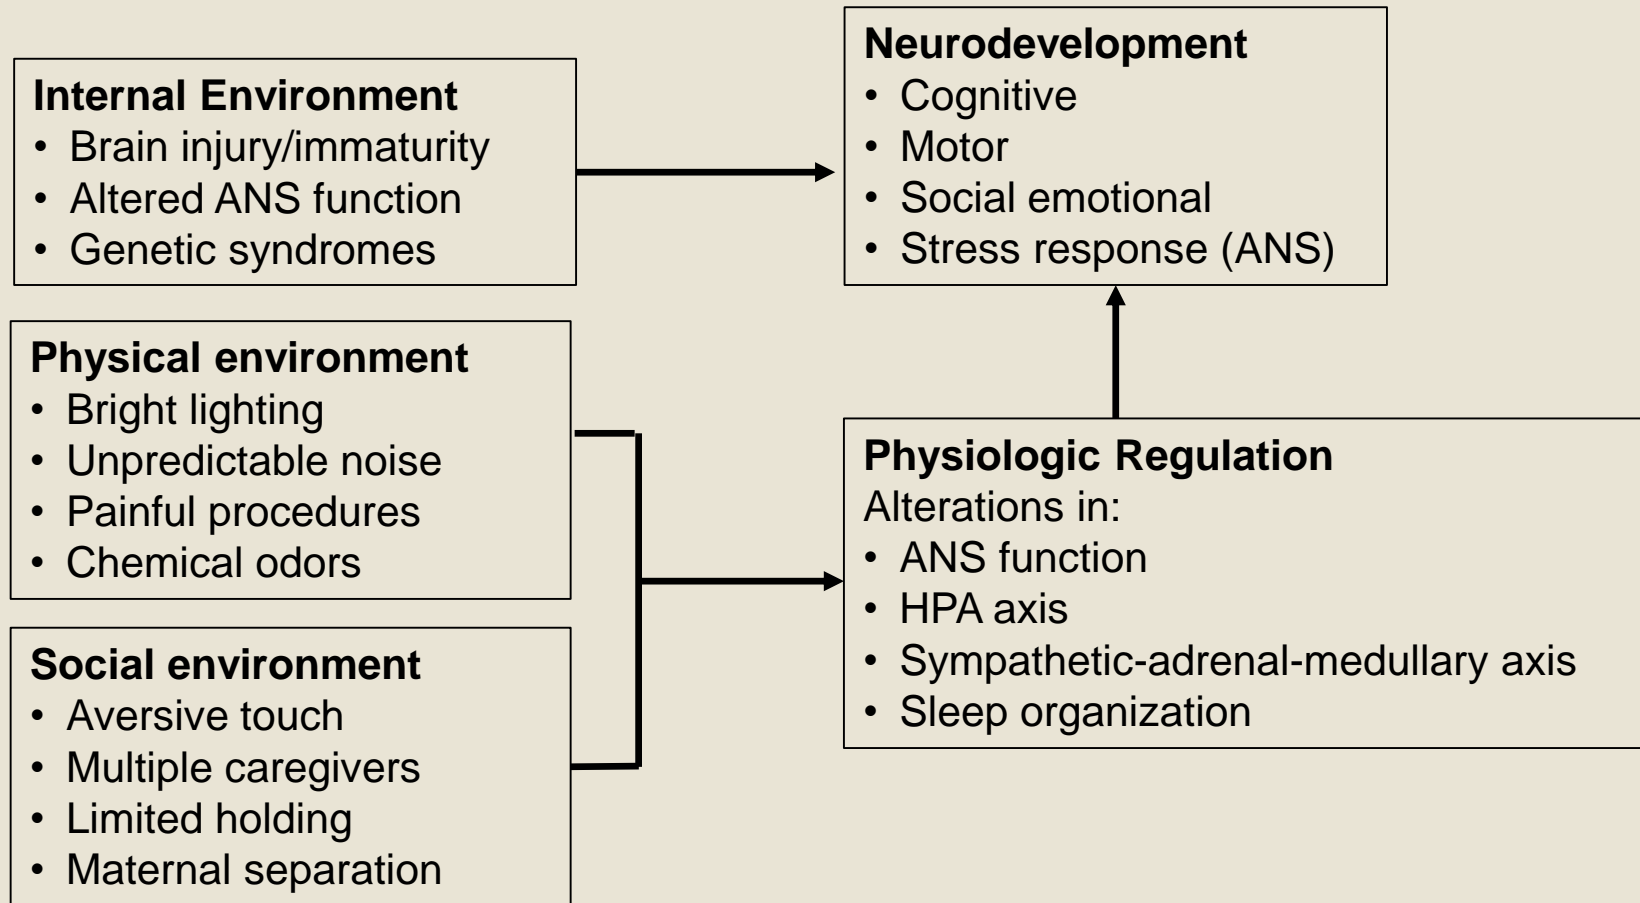 Internal Environment
• Brain injury/immaturity
• Altered ANS function
• Genetic syndromes
Physical environment
• Bright lighting
• Unpredictable noise
• Painful procedures
• Chemical odors
Social environment
• Aversive touch
• Multiple caregivers
• Limited holding
• Maternal separation
Neurodevelopment
• Cognitive
• Motor
• Social emotional
• Stress response (ANS)
Physiologic Regulation
Alterations in:
• ANS function
• HPA axis
• Sympathetic-adrenal-medullary axis
• Sleep organization